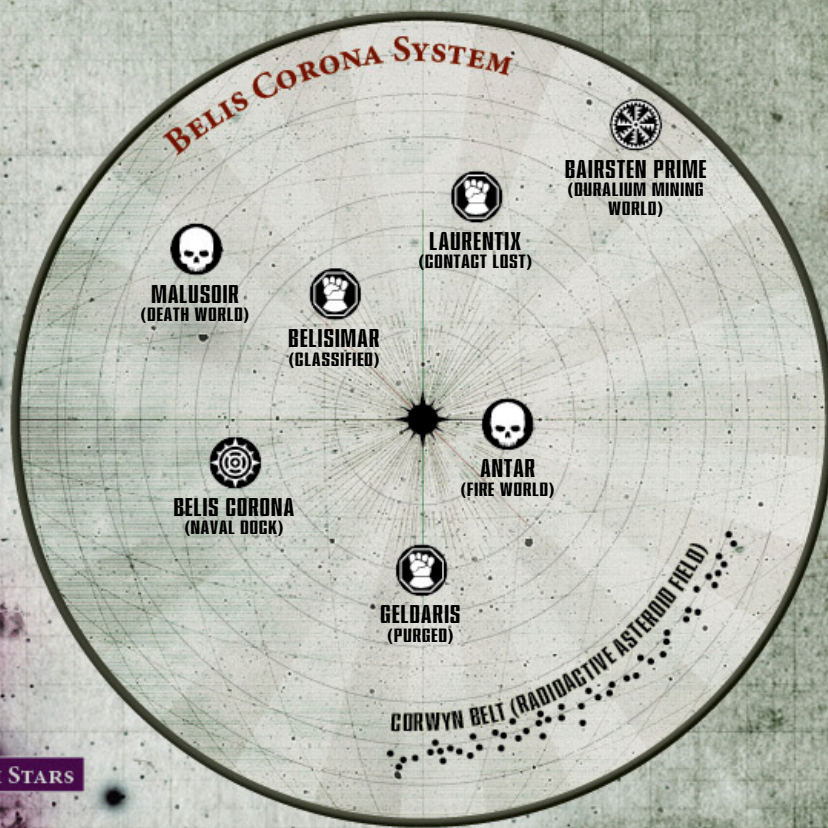 BELIS CORONA SYSTEM
BAIRSTEN PRIME
(DURALIUM MINING
WORLD)
LAURENTIX
(CONTACT LOST)
MALUSOIR
(DEATH WORLD)
BELISIMAR
(CLASSIFIED)
ANTAR
(FIRE WORLD)
BELIS CORONA
(NAVAL DOCK)
GELDARIS
(PURGED)
CORWYN BELT (RADIOACTIVE ASTEROID FIELD)
STARS